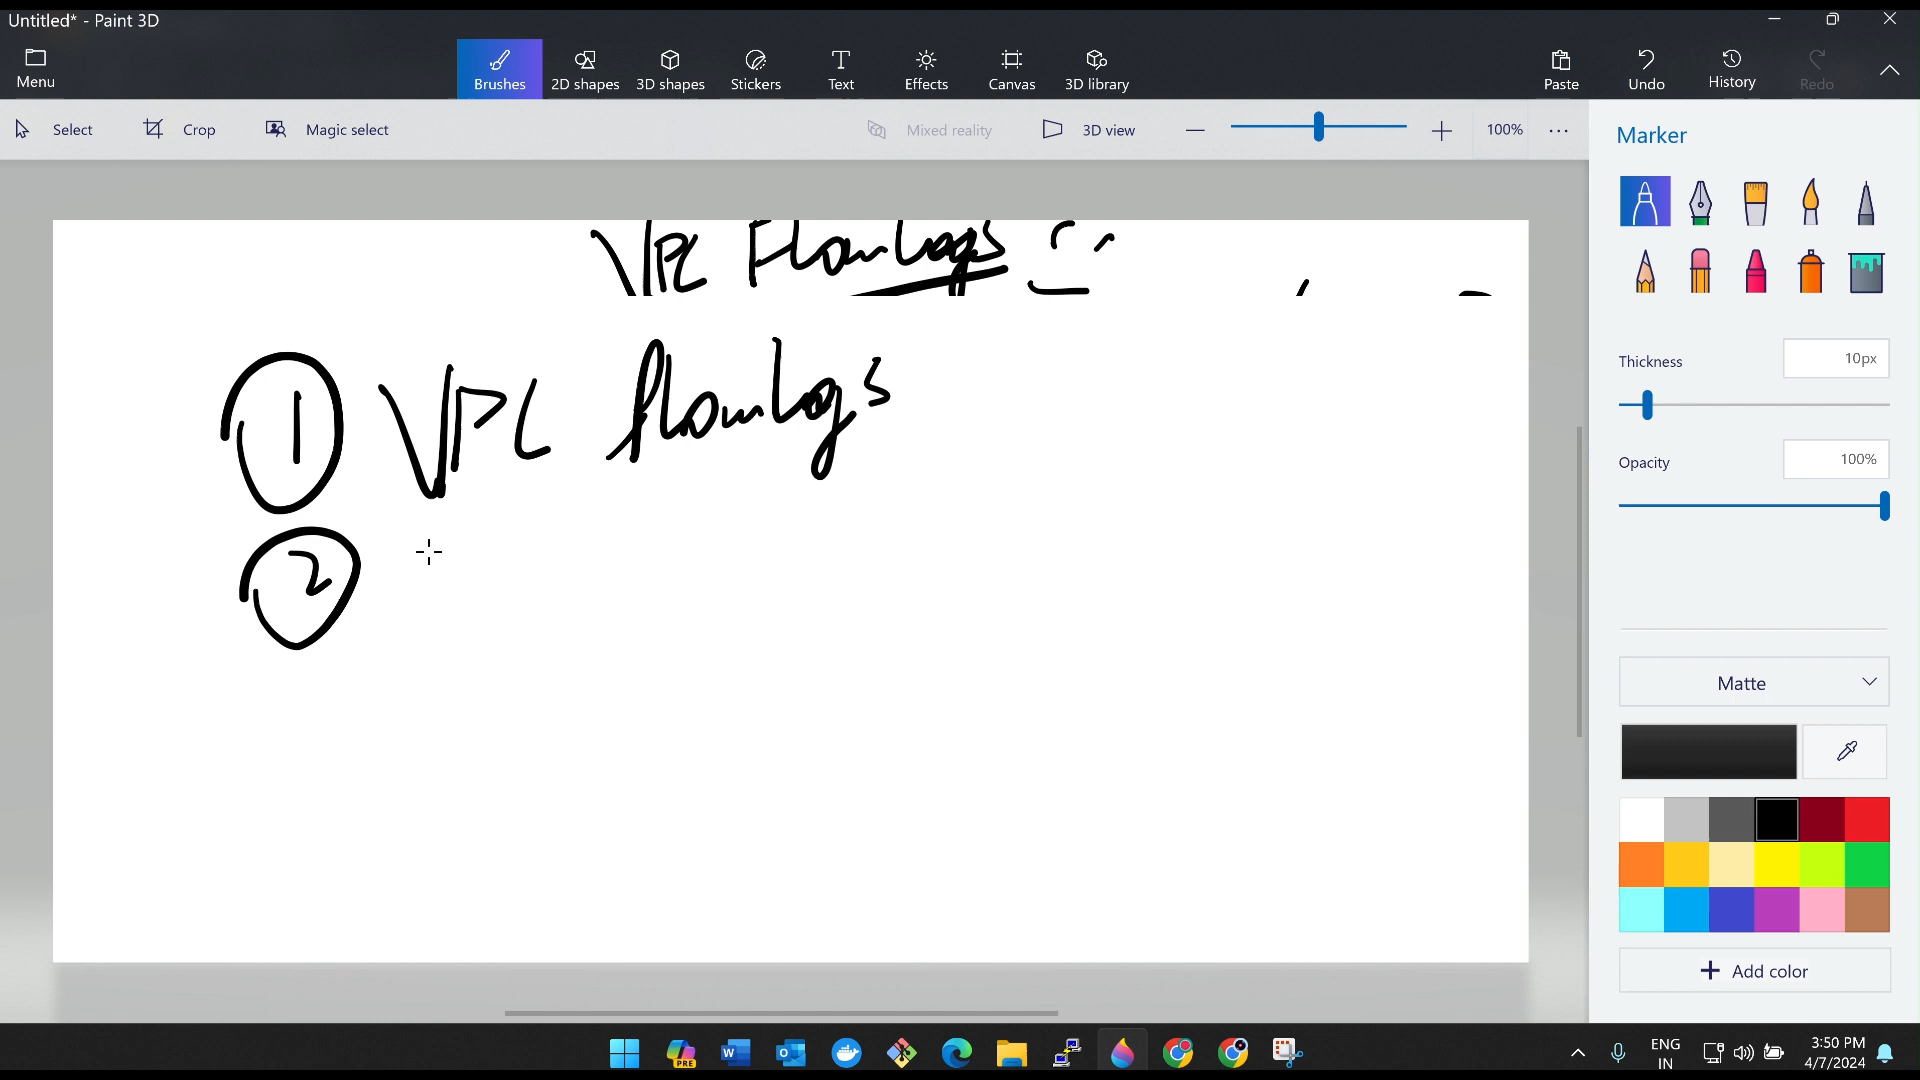 Untitled* - Paint 3D
Menu
Brushes 2D shapes 3D shapes Stickers Text Effects Canvas 3D library
Paste Undo History Redo
Select Crop Magic select
Mixed reality 3D view 100%
Marker
Thickness 10px
Opacity 100%
Matte
+ Add color
VPC Flowlogs :-
① VPC flowlogs
②
PRE
ENG
IN
3:50 PM
4/7/2024